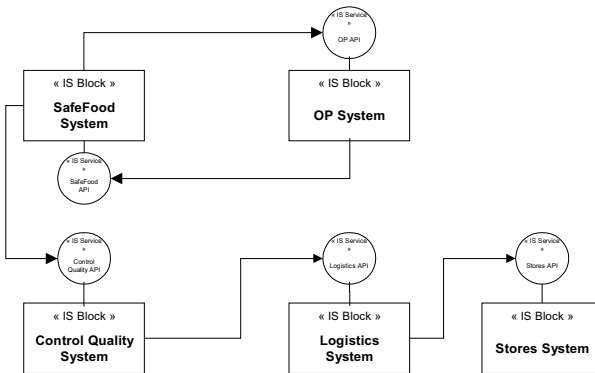 « IS Service
»
OP API
« IS Block »
SafeFood
System
« IS Block »
OP System
« IS Service
»
SafeFood
API
« IS Service
»
Control
Quality API
« IS Service
»
Logistics API
« IS Service
»
Stores API
« IS Block »
Control Quality
System
« IS Block »
Logistics
System
« IS Block »
Stores System